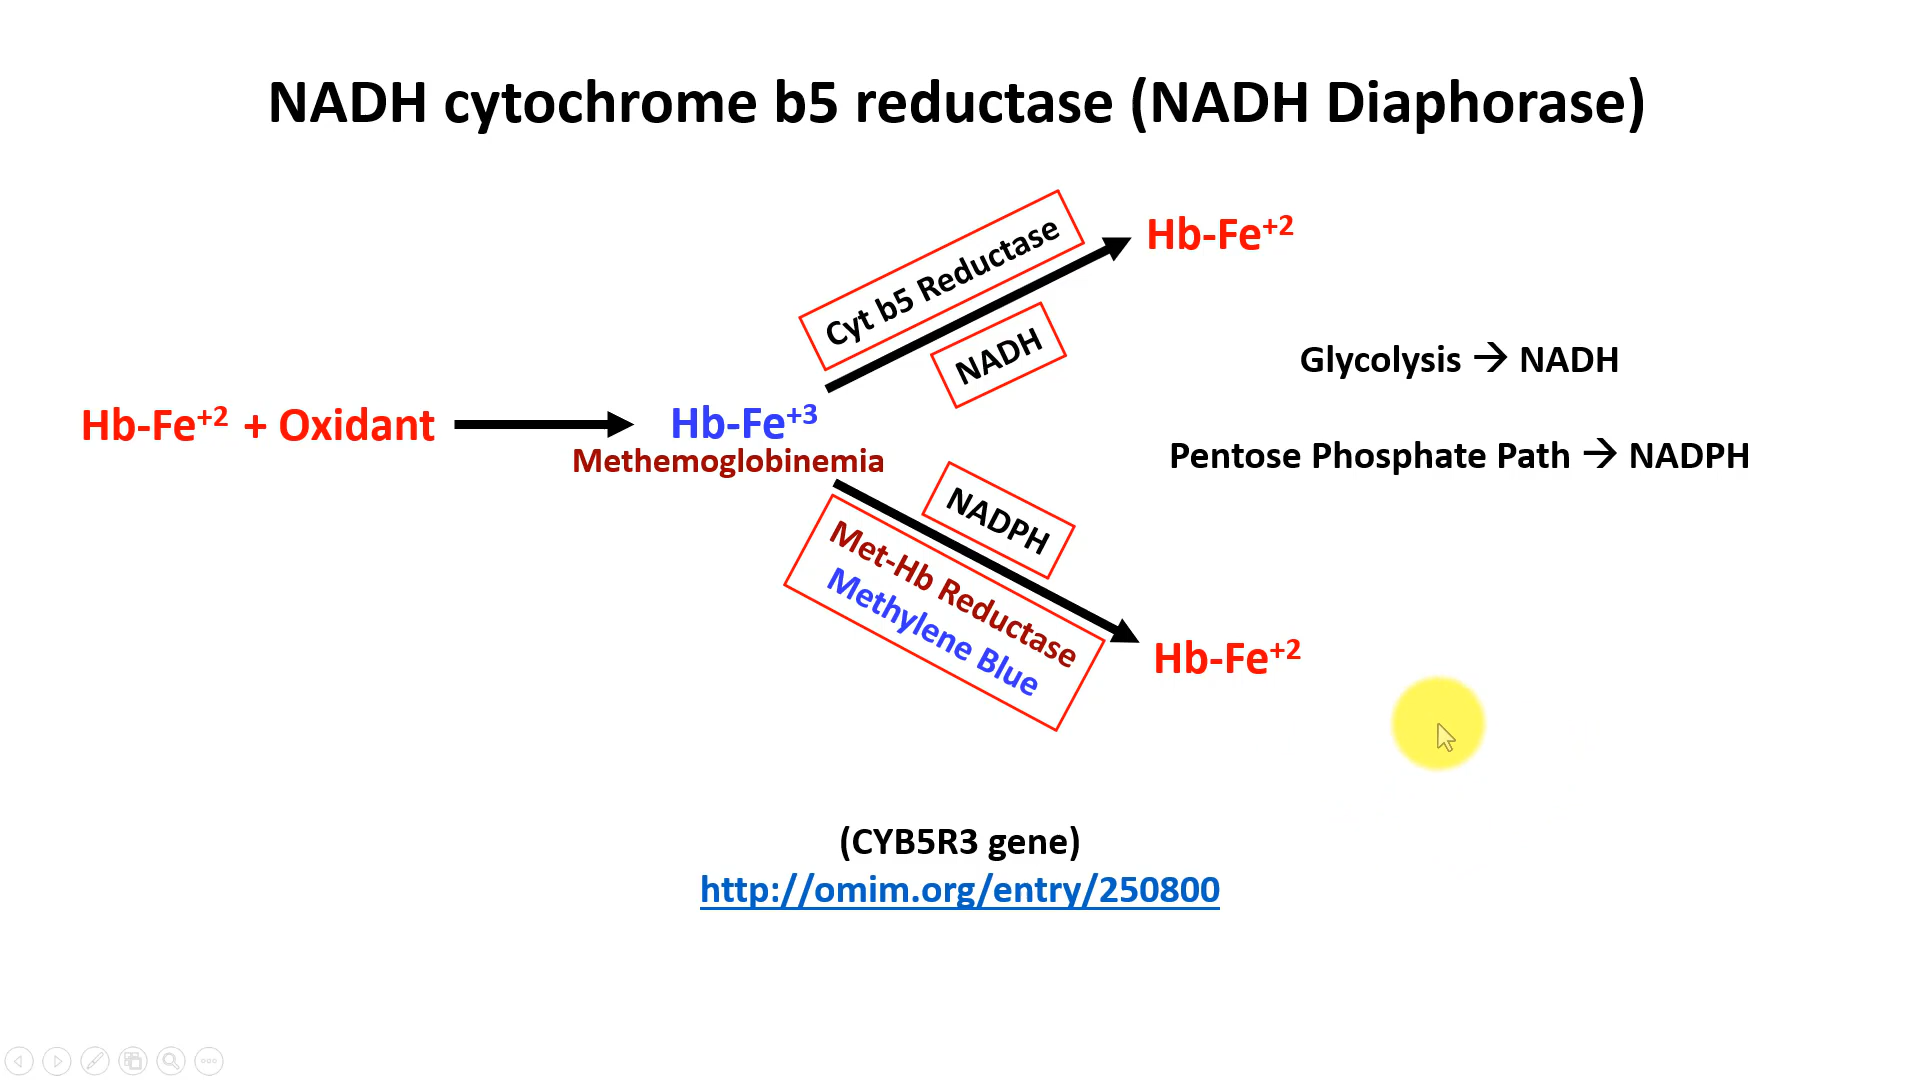 NADH cytochrome b5 reductase (NADH Diaphorase)
Cyt b5 Reductase
NADH
Hb-Fe+2
Glycolysis → NADH
Hb-Fe+2 + Oxidant
Hb-Fe+3
Methemoglobinemia
Pentose Phosphate Path → NADPH
NADPH
Met-Hb Reductase
Methylene Blue
Hb-Fe+2
(CYB5R3 gene)
http://omim.org/entry/250800